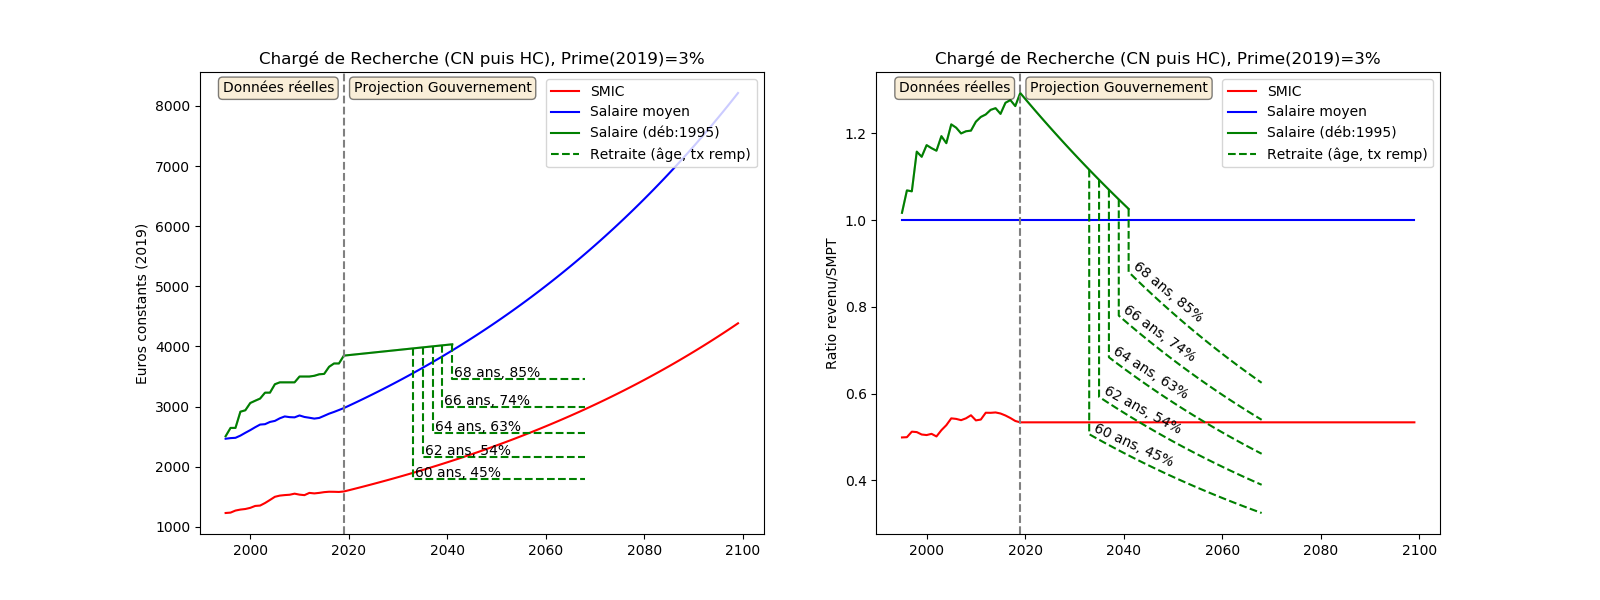 Chargé de Recherche (CN puis HC), Prime(2019)=3%
Données réelles
Projection Gouvernement
SMIC
Salaire moyen
Salaire (déb:1995)
Retraite (âge, tx remp)
Euros constants (2019)
8000
7000
6000
5000
4000
3000
2000
1000
68 ans, 85%
66 ans, 74%
64 ans, 63%
62 ans, 54%
60 ans, 45%
2000
2020
2040
2060
2080
2100
Chargé de Recherche (CN puis HC), Prime(2019)=3%
Données réelles
Projection Gouvernement
SMIC
Salaire moyen
Salaire (déb:1995)
Retraite (âge, tx remp)
Ratio revenu/SMPT
1.2
1.0
0.8
0.6
0.4
68 ans, 85%
66 ans, 74%
64 ans, 63%
62 ans, 54%
60 ans, 45%
2000
2020
2040
2060
2080
2100